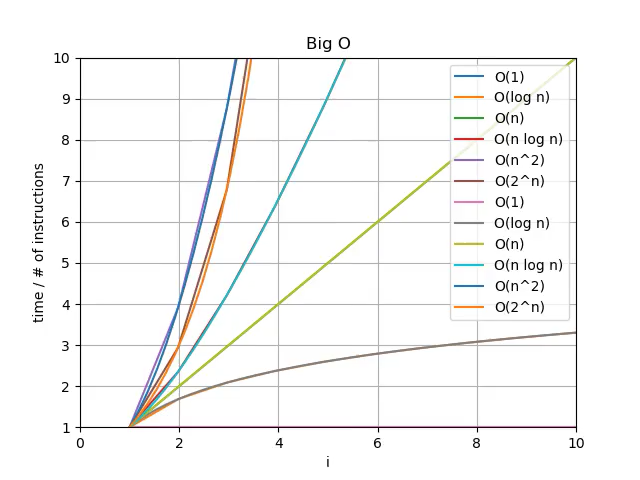 Big O
10
9
8
7
6
5
4
3
2
1
time / # of instructions
0
2
4
6
8
10
i
O(1)
O(log n)
O(n)
O(n log n)
O(n^2)
O(2^n)
O(1)
O(log n)
O(n)
O(n log n)
O(n^2)
O(2^n)